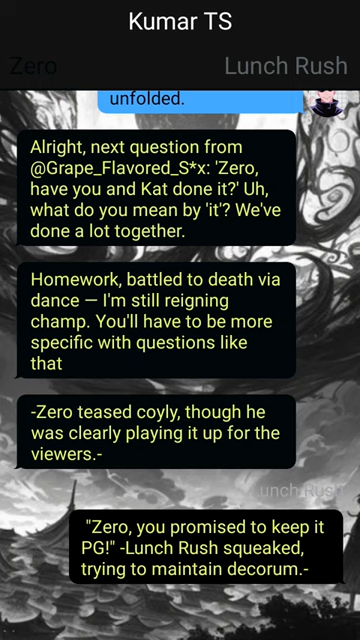 Kumar TS
Zero
Lunch Rush
unfolded.
Alright, next question from
@Grape_Flavored_S*x: 'Zero,
have you and Kat done it?' Uh,
what do you mean by 'it'? We've
done a lot together.
Homework, battled to death via
dance — I'm still reigning
champ. You'll have to be more
specific with questions like
that
-Zero teased coyly, though he
was clearly playing it up for the
viewers.-
Lunch Rush
"Zero, you promised to keep it
PG!" -Lunch Rush squeaked,
trying to maintain decorum.-